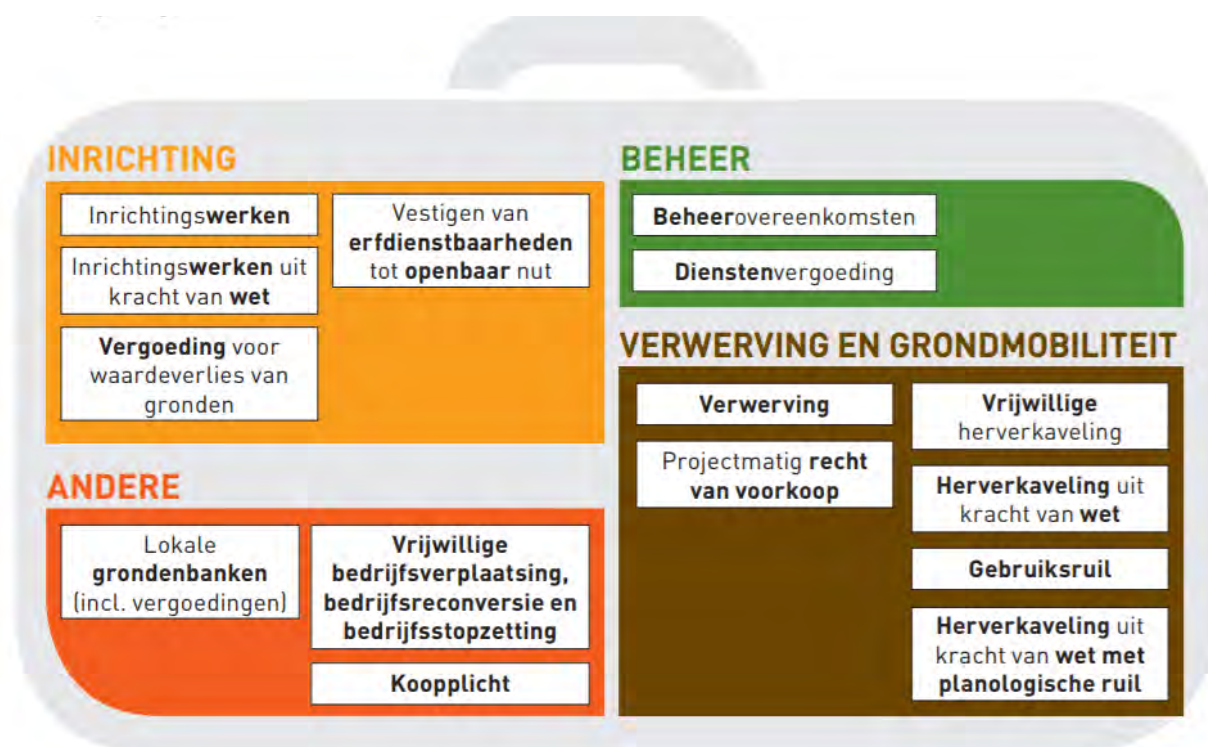 INRICHTING
Inrichtingswerken
Inrichtingswerken uit
kracht van wet
Vergoeding voor
waardeverlies van
gronden
Vestigen van
erfdienstbaarheden
tot openbaar nut
BEHEER
Beheerovereenkomsten
Dienstenvergoeding
ANDERE
Lokale
grondenbanken
(incl. vergoedingen)
Vrijwillige
bedrijfsverplaatsing,
bedrijfsreconversie en
bedrijfsstopzetting
Koopplicht
VERWERVING EN GRONDMOBILITEIT
Verwerving
Projectmatig recht
van voorkoop
Vrijwillige
herverkaveling
Herverkaveling uit
kracht van wet
Gebruiksruil
Herverkaveling uit
kracht van wet met
planologische ruil